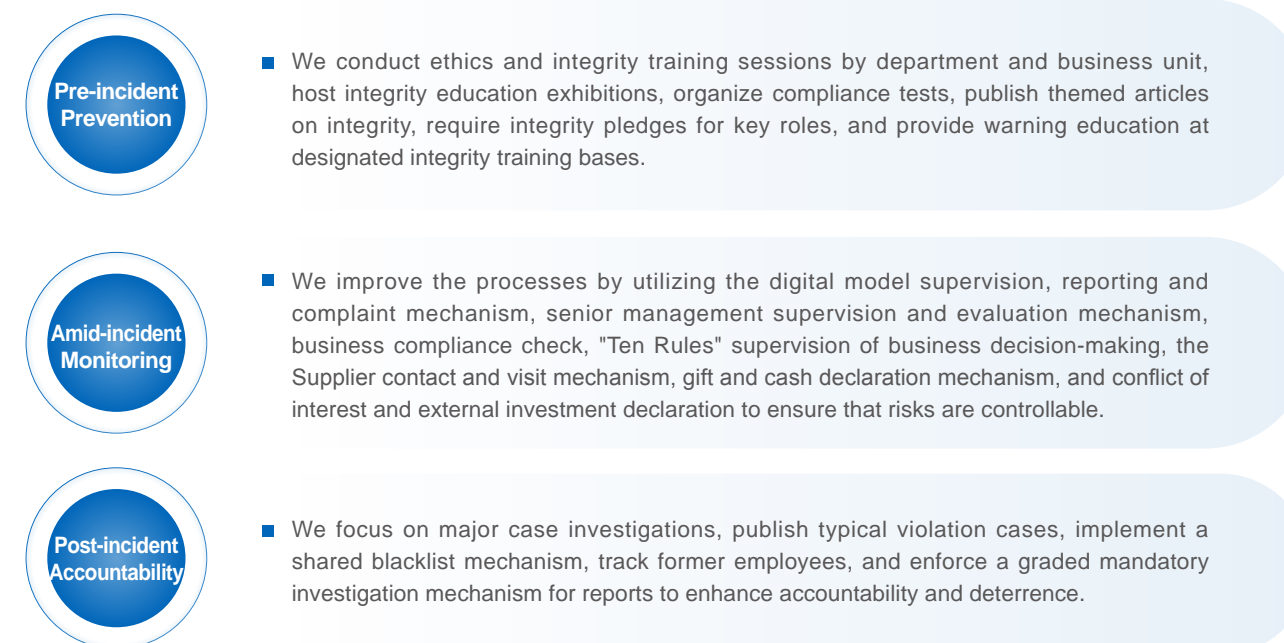 Pre-incident
Prevention
We conduct ethics and integrity training sessions by department and business unit,
host integrity education exhibitions, organize compliance tests, publish themed articles
on integrity, require integrity pledges for key roles, and provide warning education at
designated integrity training bases.
Amid-incident
Monitoring
We improve the processes by utilizing the digital model supervision, reporting and
complaint mechanism, senior management supervision and evaluation mechanism,
business compliance check, "Ten Rules" supervision of business decision-making, the
Supplier contact and visit mechanism, gift and cash declaration mechanism, and conflict of
interest and external investment declaration to ensure that risks are controllable.
Post-incident
Accountability
We focus on major case investigations, publish typical violation cases, implement a
shared blacklist mechanism, track former employees, and enforce a graded mandatory
investigation mechanism for reports to enhance accountability and deterrence.